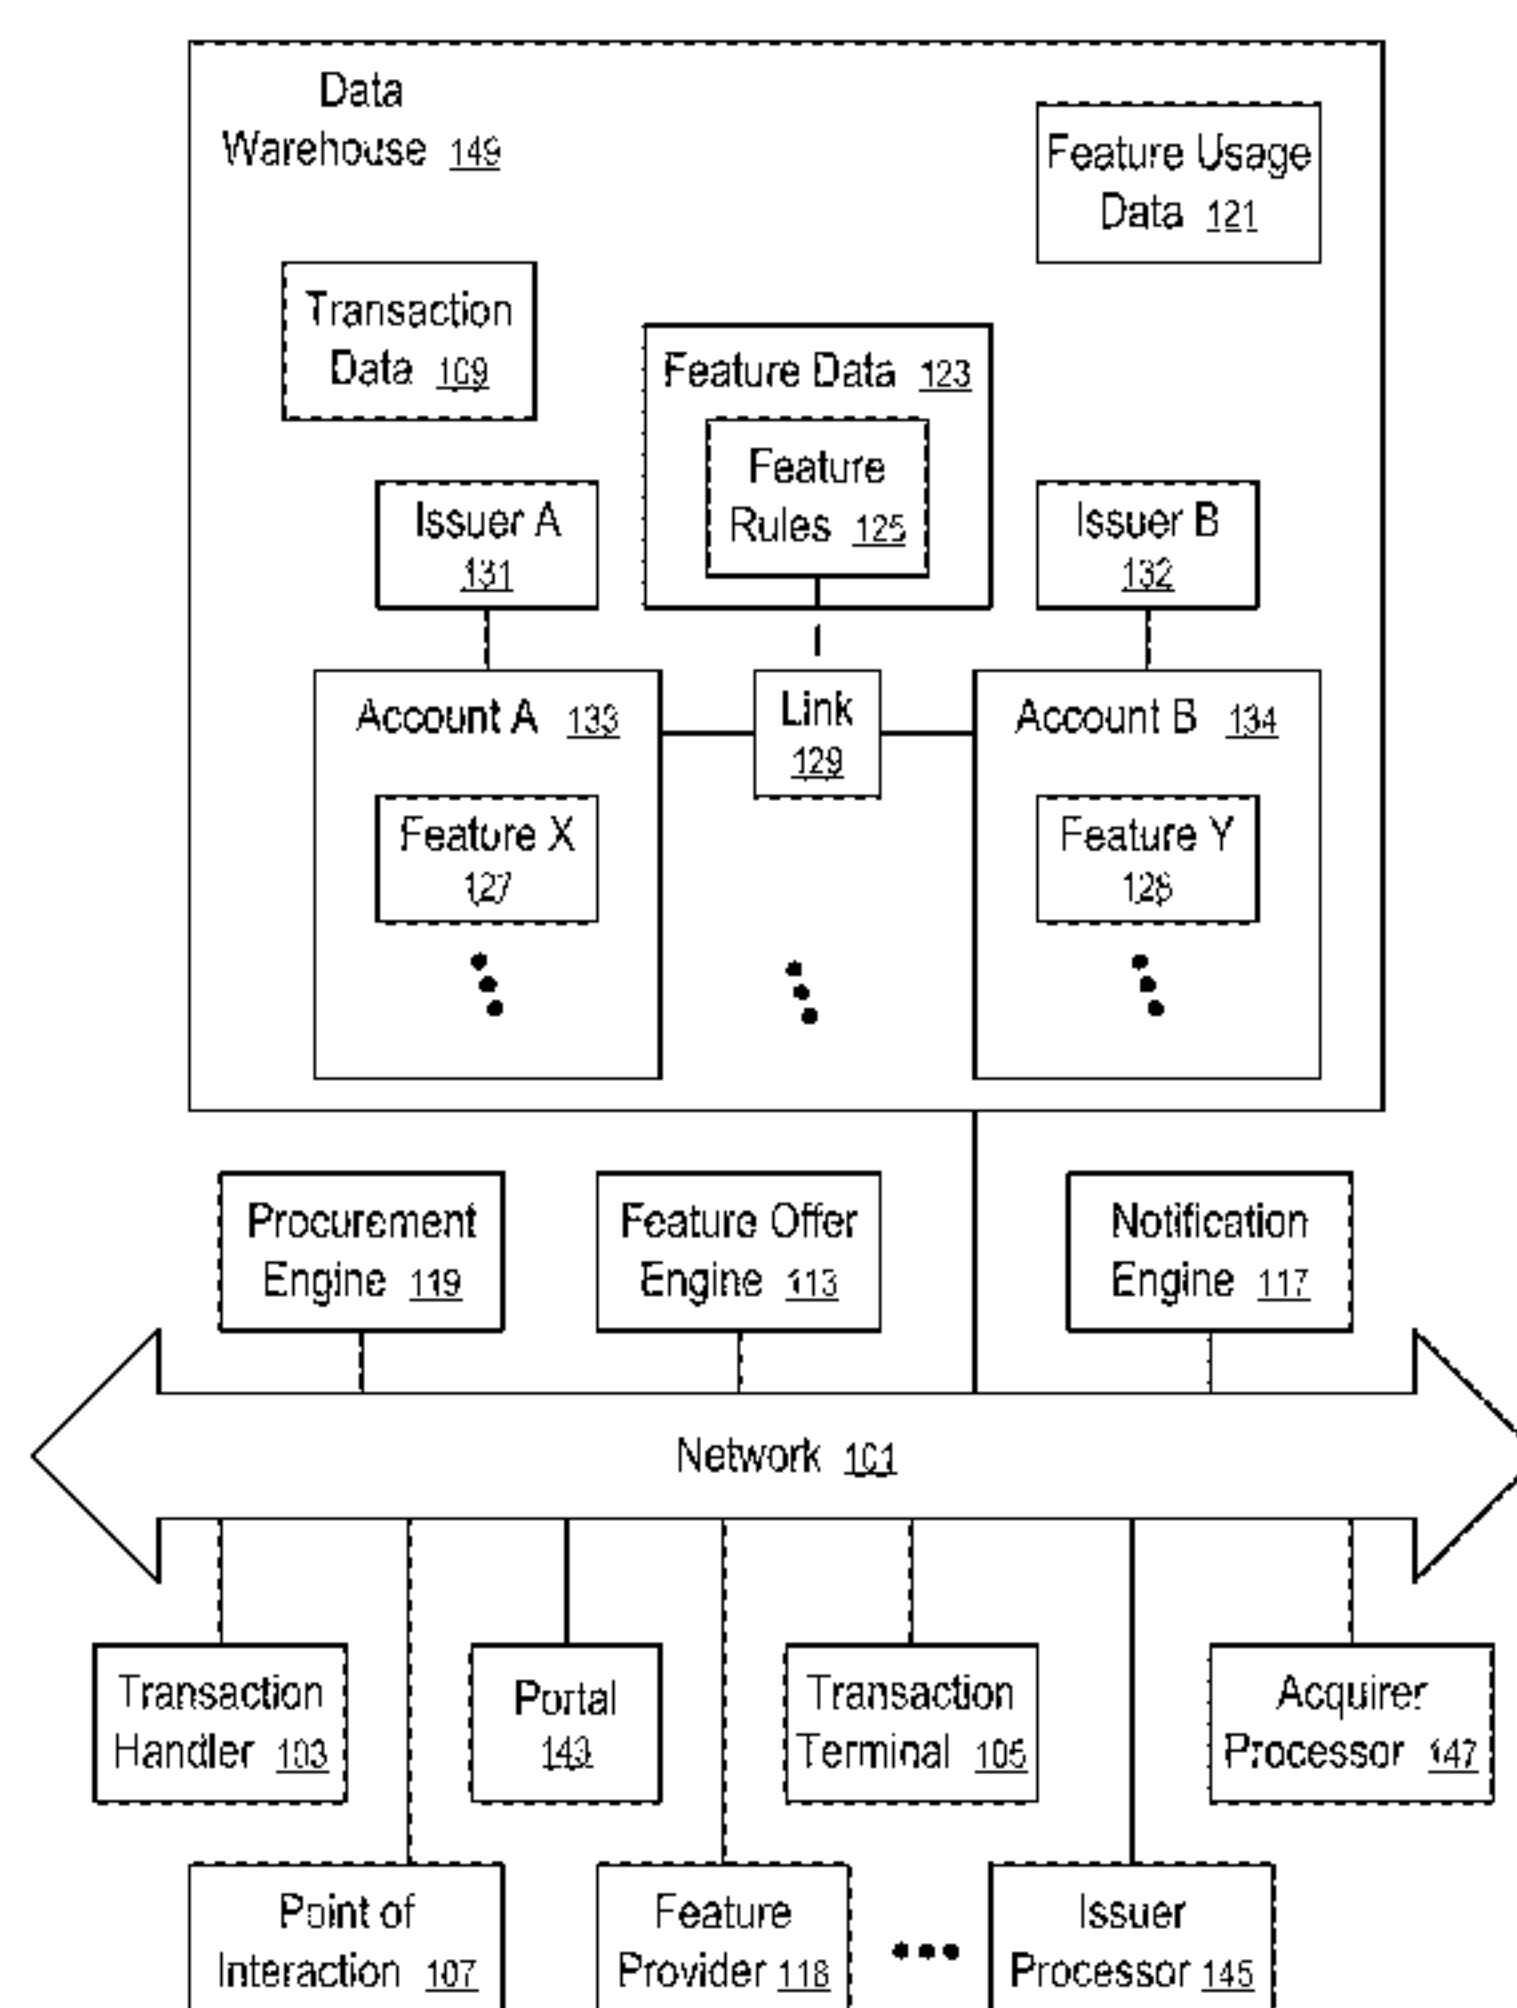 Data
Warehouse 149
Feature Usage
Data 121
Transaction
Data 109
Feature Data 123
Feature
Rules 125
Issuer A
131
Issuer B
132
Account A 133
Link
129
Account B 134
Feature X
127
Feature Y
128
Procurement
Engine 119
Feature Offer
Engine 113
Notification
Engine 117
Network 101
Transaction
Handler 103
Portal
143
Transaction
Terminal 105
Acquirer
Processor 147
Point of
Interaction 107
Feature
Provider 118
Issuer
Processor 145